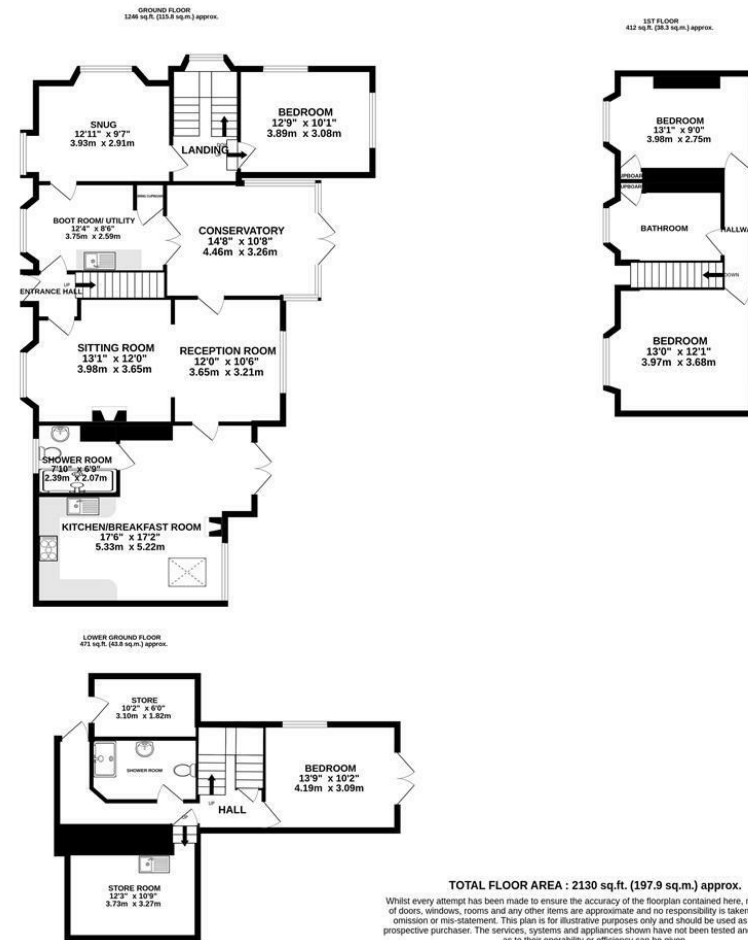 GROUND FLOOR
1246 sq.ft. (115.8 sq.m.) approx.
SNUG
12'11" x 9'7"
3.93m x 2.91m
LANDING
BEDROOM
12'9" x 10'1"
3.89m x 3.08m
BOOT ROOM/ UTILITY
12'4" x 8'6"
3.75m x 2.59m
CONSERVATORY
14'8" x 10'8"
4.46m x 3.26m
UP
ENTRANCE HALL
SITTING ROOM
13'1" x 12'0"
3.98m x 3.65m
RECEPTION ROOM
12'0" x 10'6"
3.65m x 3.21m
SHOWER ROOM
7'10" x 6'9"
2.39m x 2.07m
KITCHEN/BREAKFAST ROOM
17'6" x 17'2"
5.33m x 5.22m
1ST FLOOR
412 sq.ft. (38.3 sq.m.) approx.
BEDROOM
13'1" x 9'0"
3.98m x 2.75m
UPBOAR
UPBOAR
BATHROOM
HALLWA
DOWN
BEDROOM
13'0" x 12'1"
3.97m x 3.68m
LOWER GROUND FLOOR
471 sq.ft. (43.8 sq.m.) approx.
STORE
10'2" x 6'0"
3.10m x 1.82m
SHOWER ROOM
BEDROOM
13'9" x 10'2"
4.19m x 3.09m
UP
HALL
UP
STORE ROOM
12'3" x 10'9"
3.73m x 3.27m
TOTAL FLOOR AREA : 2130 sq.ft. (197.9 sq.m.) approx.
Whilst every attempt has been made to ensure the accuracy of the floorplan contained here, m
of doors, windows, rooms and any other items are approximate and no responsibility is taken
omission or mis-statement. This plan is for illustrative purposes only and should be used as
prospective purchaser. The services, systems and appliances shown have not been tested an
as to their operability or efficiency can be given